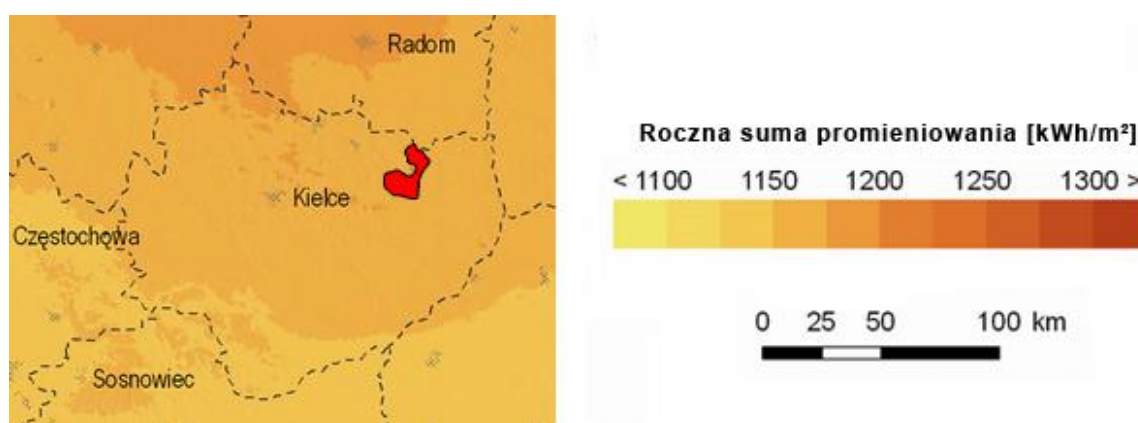 Radom
Kielce
Częstochowa
Sosnowiec
Roczna suma promieniowania [kWh/m²]
< 1100 1150 1200 1250 1300 >
0 25 50 100 km